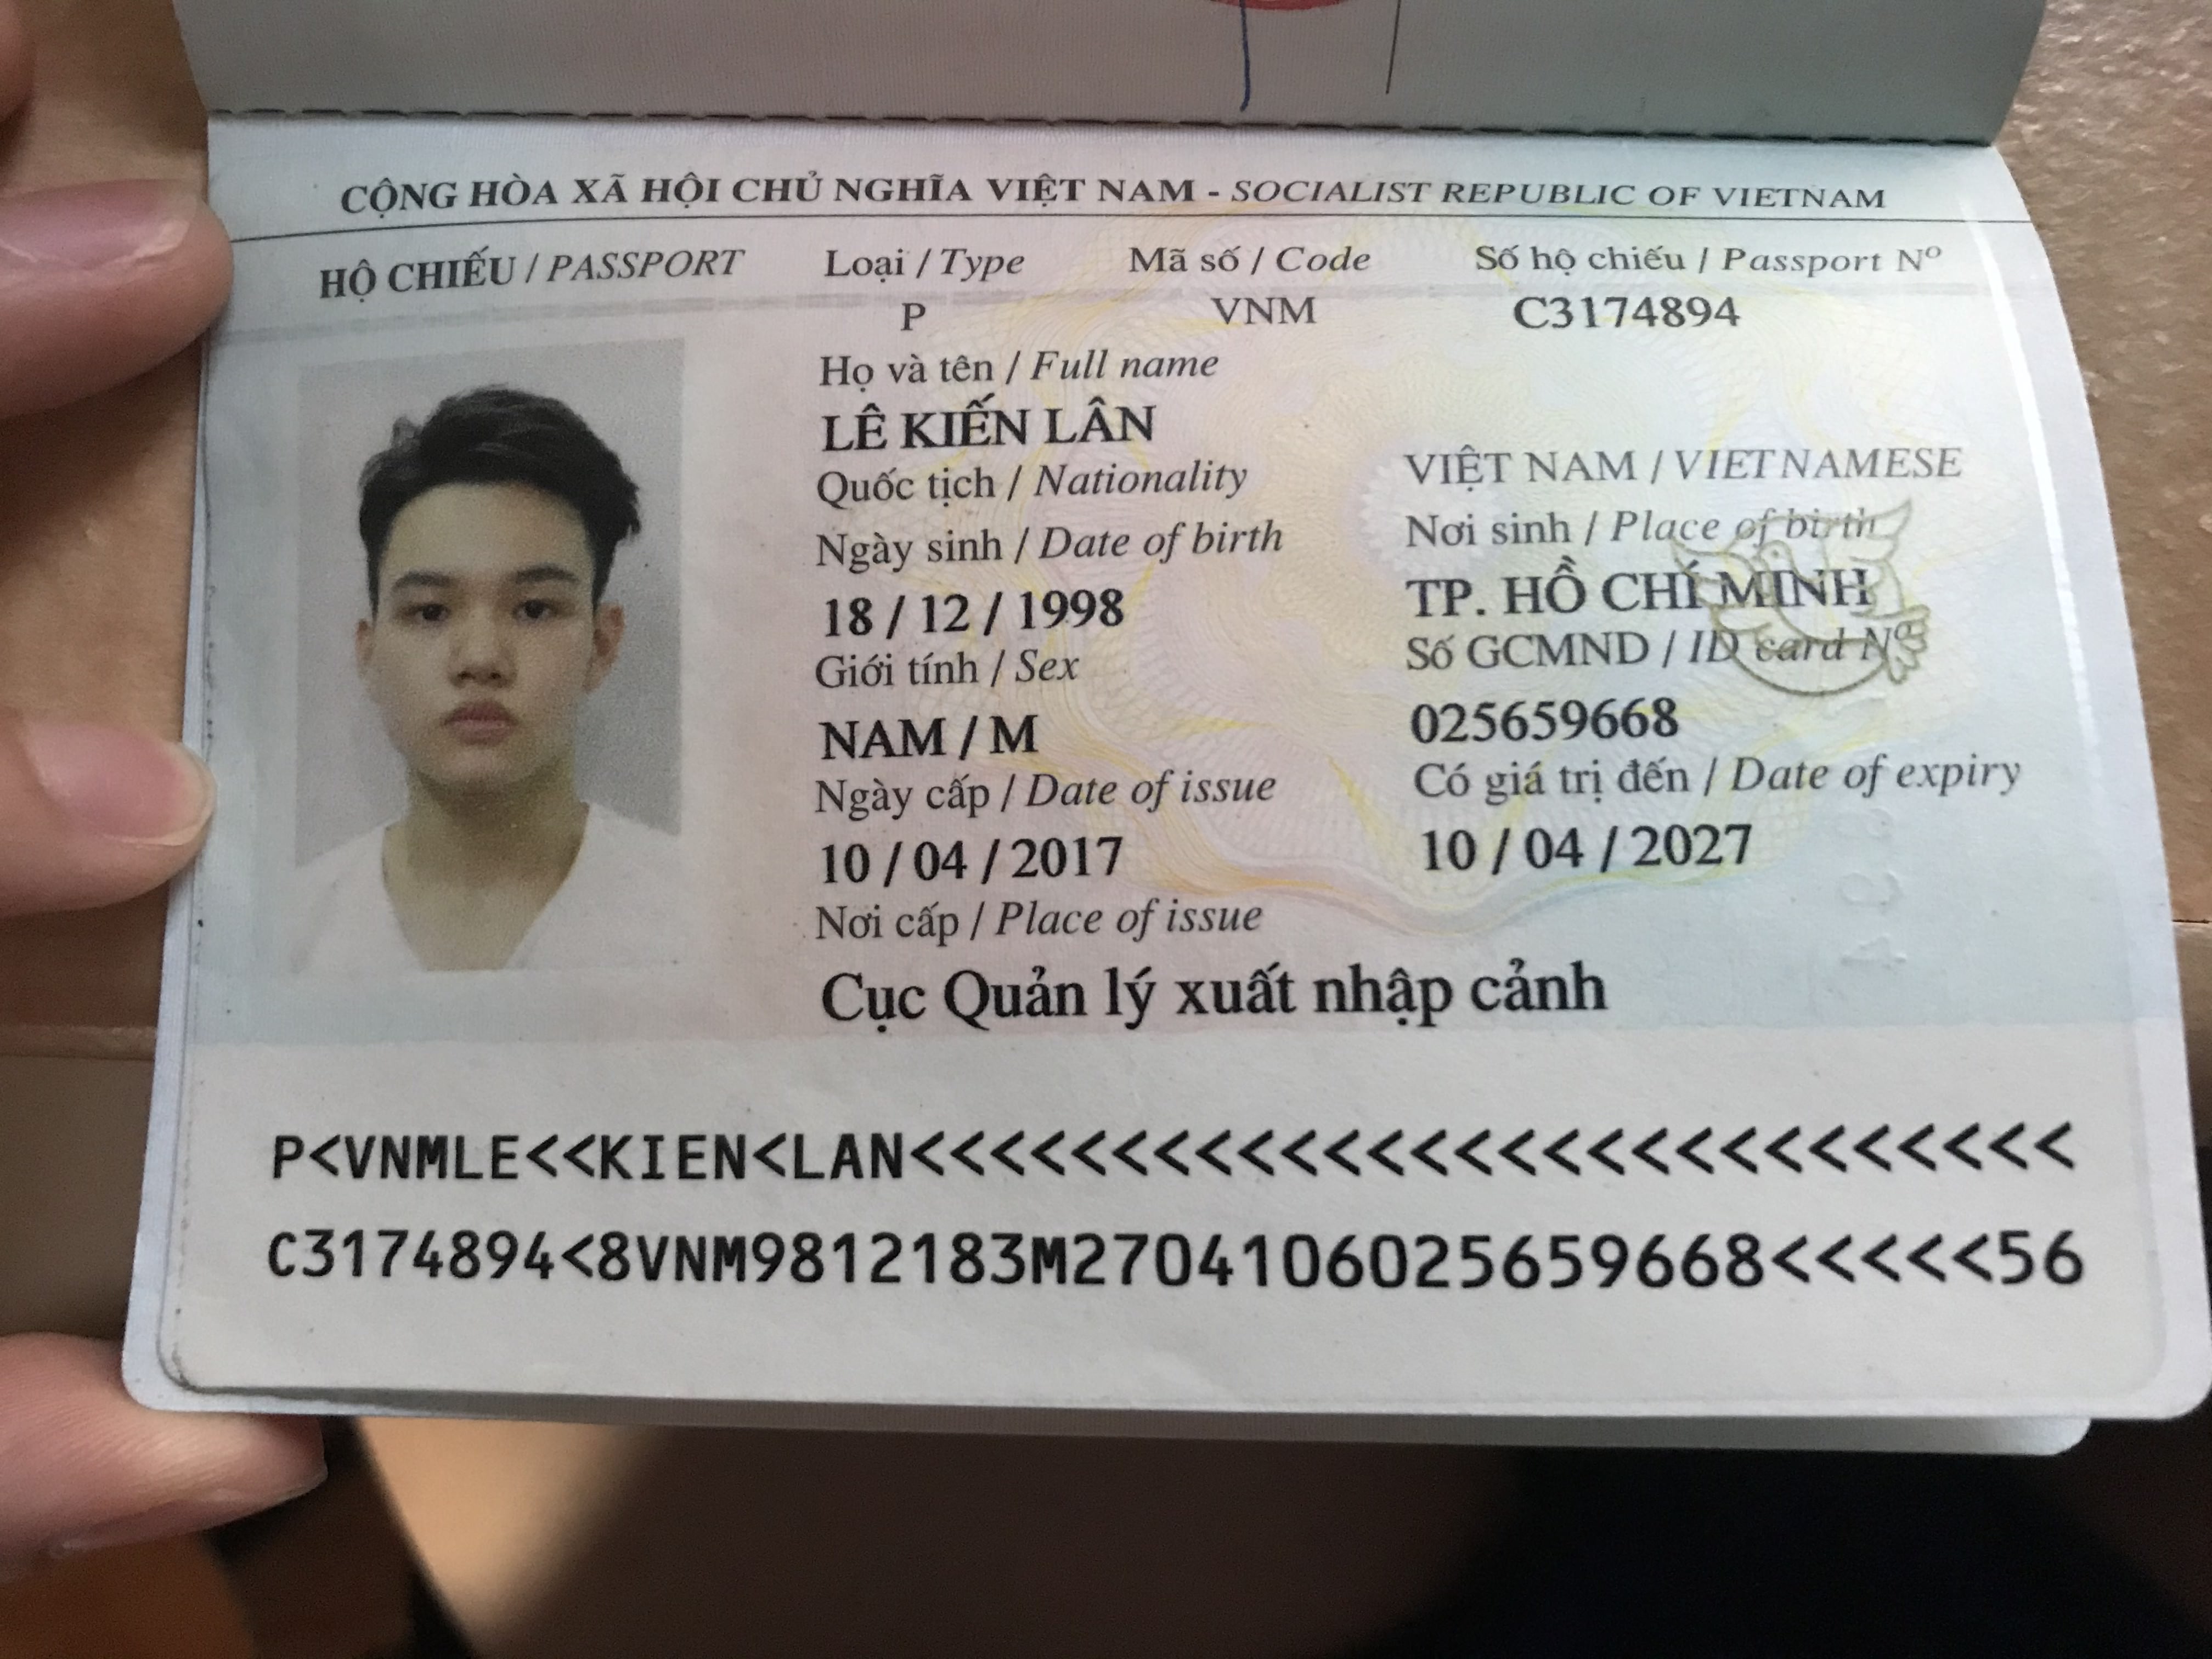 CỘNG HÒA XÃ HỘI CHỦ NGHĨA VIỆT NAM - SOCIALIST REPUBLIC OF VIETNAM
HỘ CHIẾU / PASSPORT Loại / Type Mã số / Code Số hộ chiếu / Passport Nº
P VNM C3174894
Họ và tên / Full name
LÊ KIẾN LÂN
Quốc tịch / Nationality VIỆT NAM / VIETNAMESE
Ngày sinh / Date of birth Nơi sinh / Place of birth
18 / 12 / 1998 TP. HỒ CHÍ MINH
Giới tính / Sex Số GCMND / ID card Nº
NAM / M 025659668
Ngày cấp / Date of issue Có giá trị đến / Date of expiry
10 / 04 / 2017 10 / 04 / 2027
Nơi cấp / Place of issue
Cục Quản lý xuất nhập cảnh
P<VNMLE<<KIEN<LAN<<<<<<<<<<<<<<<<<<<<<<<<<<<
C3174894<8VNM9812183M2704106025659668<<<<<56